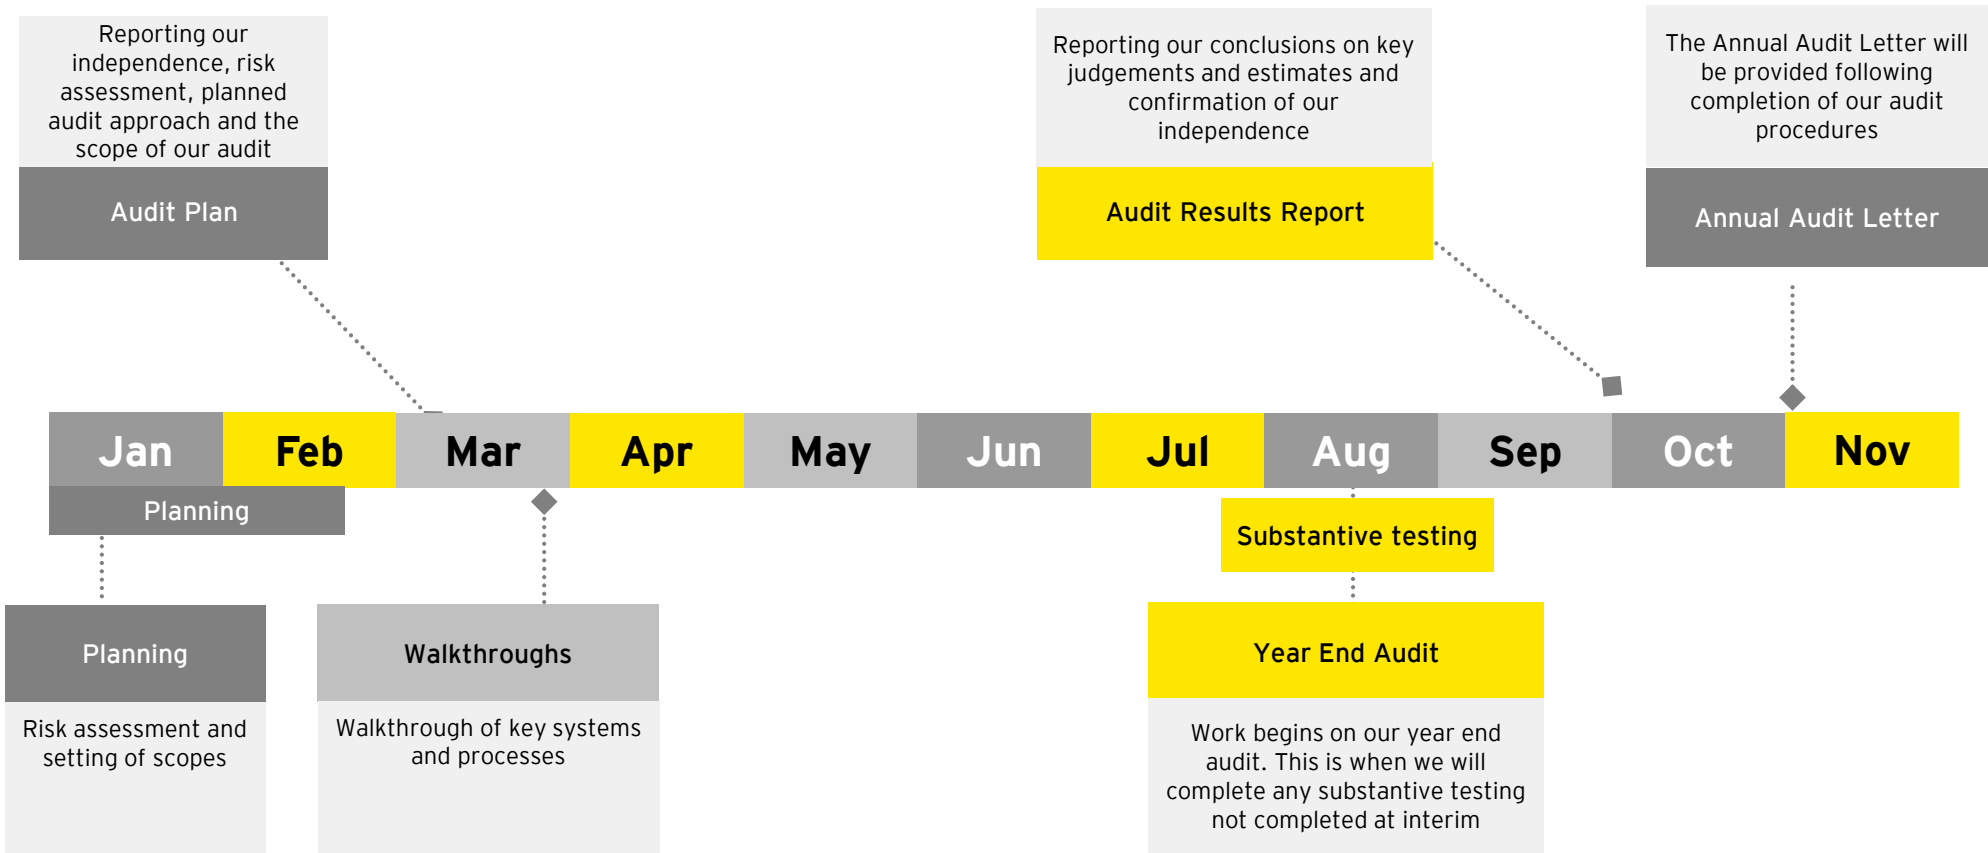 Reporting our
independence, risk
assessment, planned
audit approach and the
scope of our audit
Audit Plan
Reporting our conclusions on key
judgements and estimates and
confirmation of our
independence
Audit Results Report
The Annual Audit Letter will
be provided following
completion of our audit
procedures
Annual Audit Letter
Jan Feb Mar Apr May Jun Jul Aug Sep Oct Nov
Planning
Substantive testing
Planning
Risk assessment and
setting of scopes
Walkthroughs
Walkthrough of key systems
and processes
Year End Audit
Work begins on our year end
audit. This is when we will
complete any substantive testing
not completed at interim